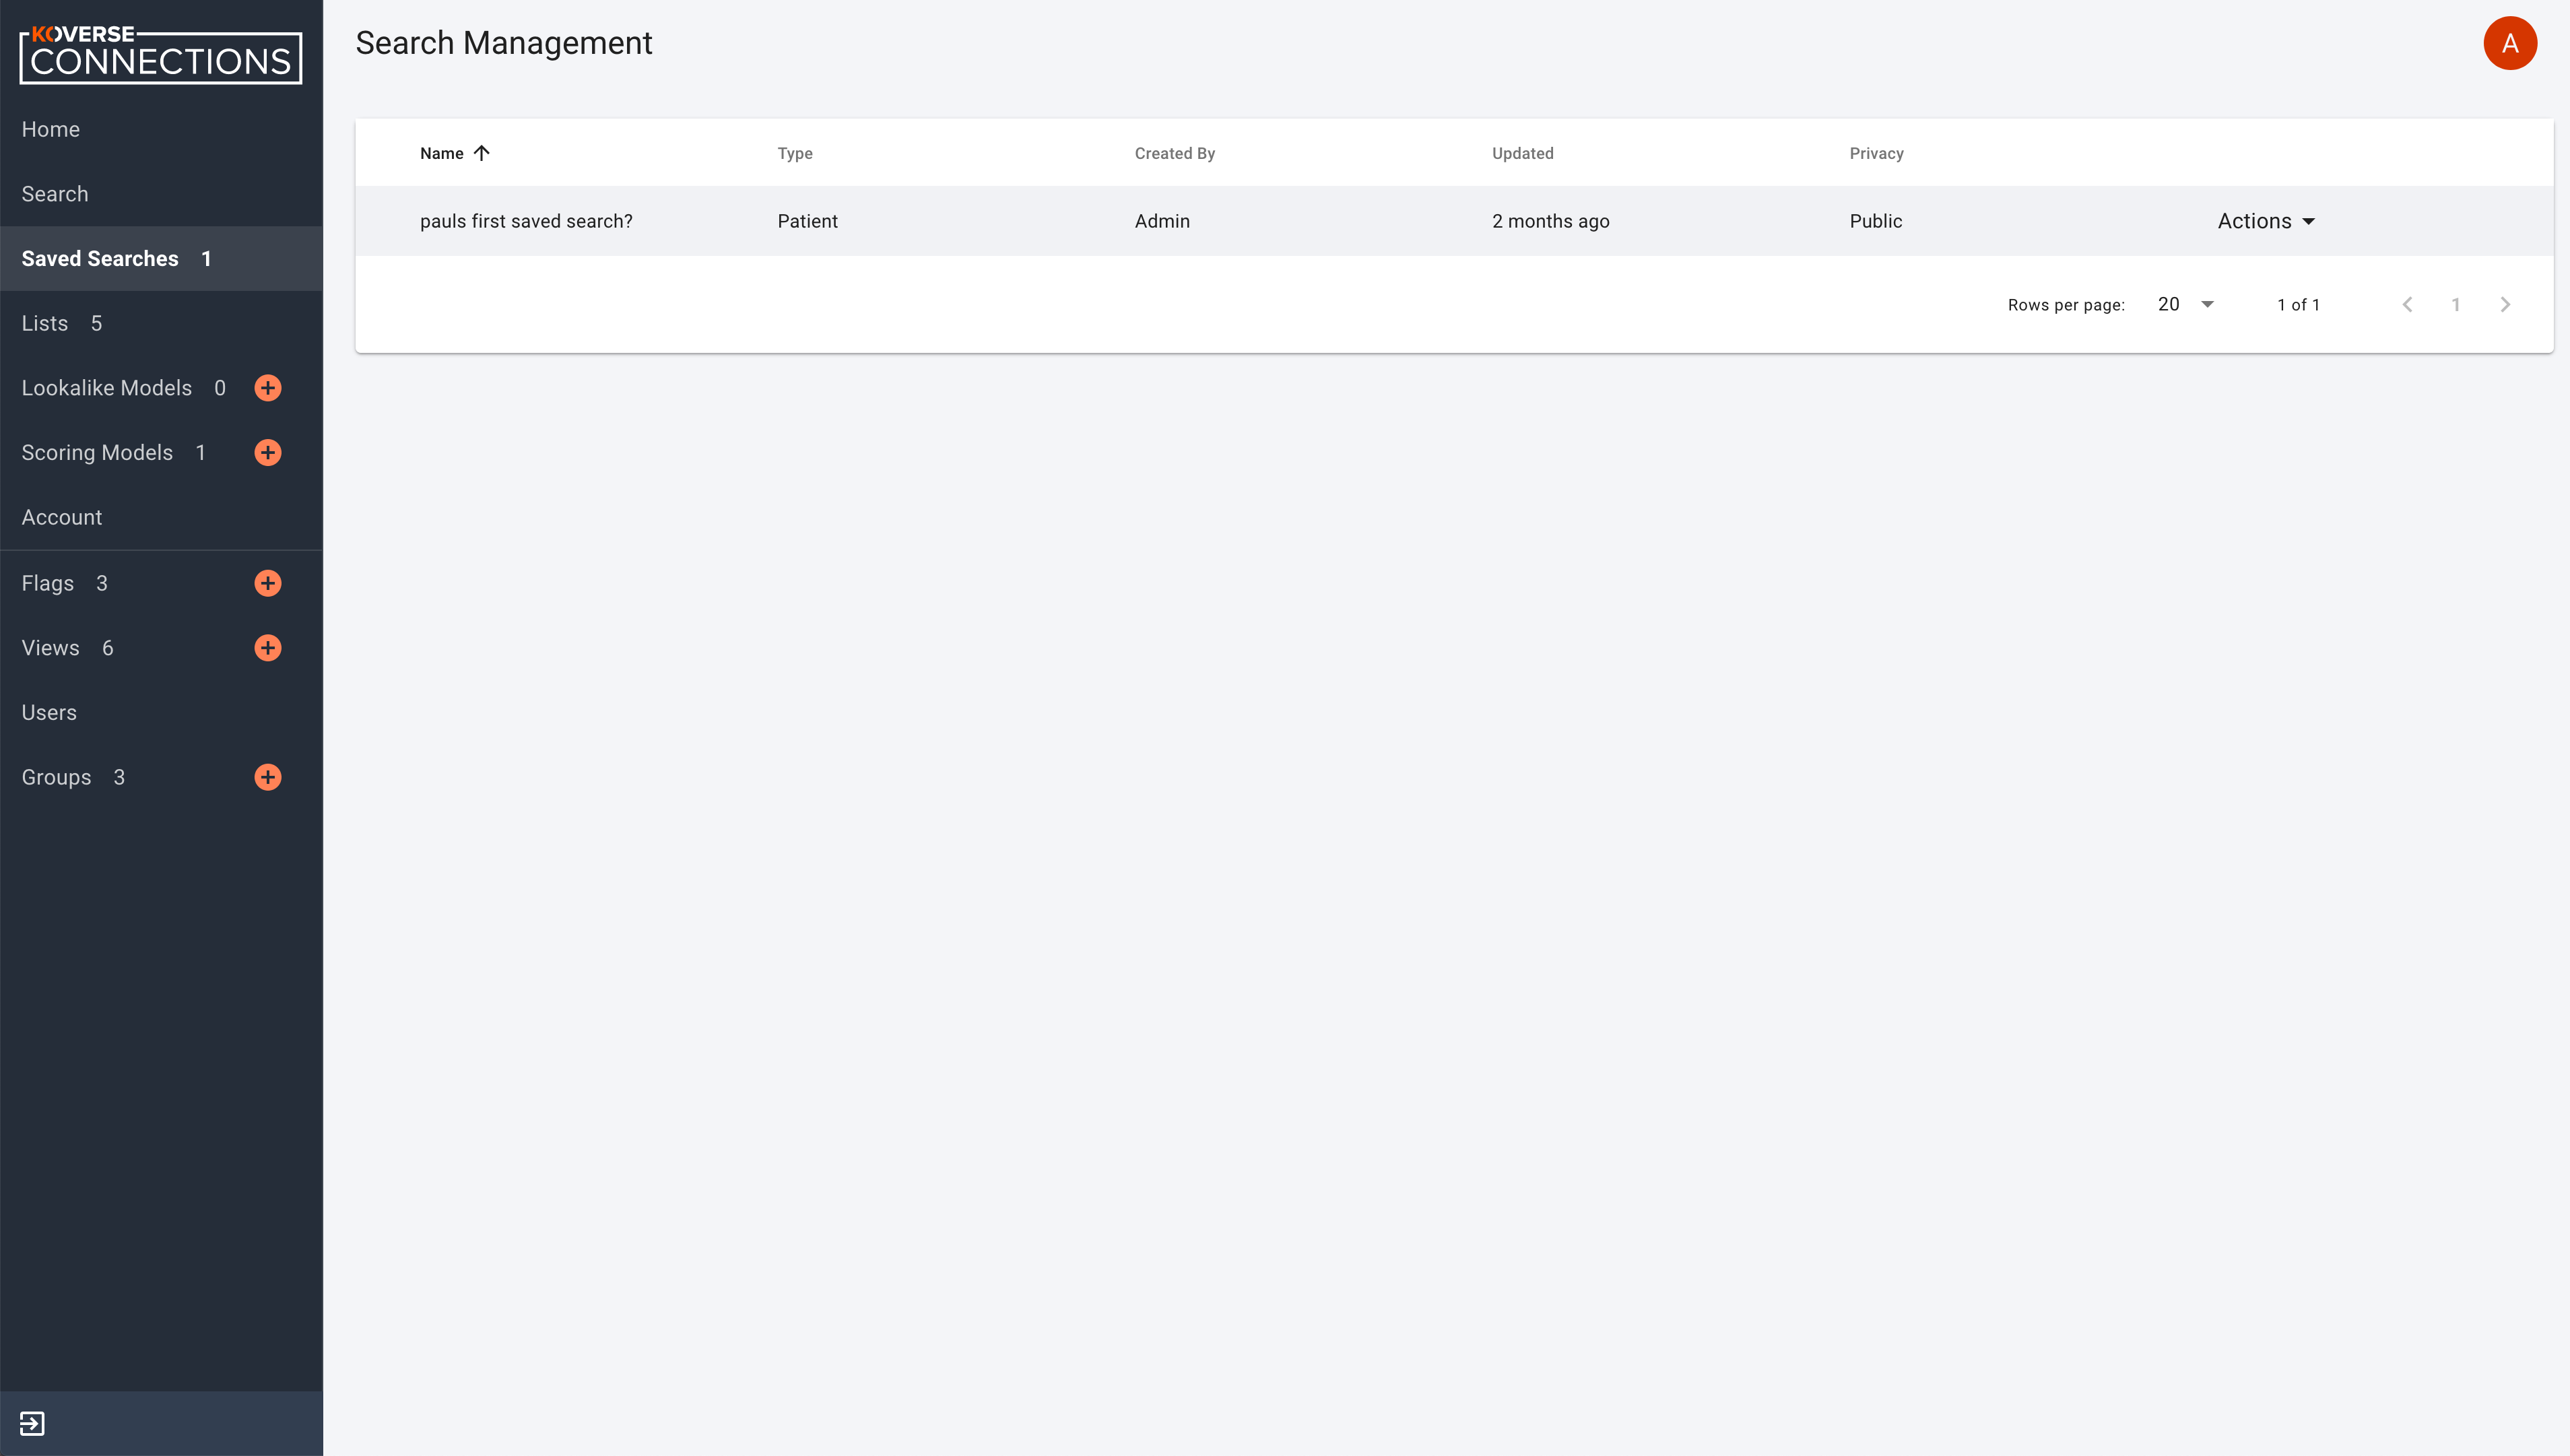 KOVERSE
CONNECTIONS
Home
Search
Saved Searches 1
Lists 5
Lookalike Models 0
Scoring Models 1
Account
Flags 3
Views 6
Users
Groups 3
Search Management
A
Name Type Created By Updated Privacy
pauls first saved search? Patient Admin 2 months ago Public Actions
Rows per page: 20 1 of 1 1